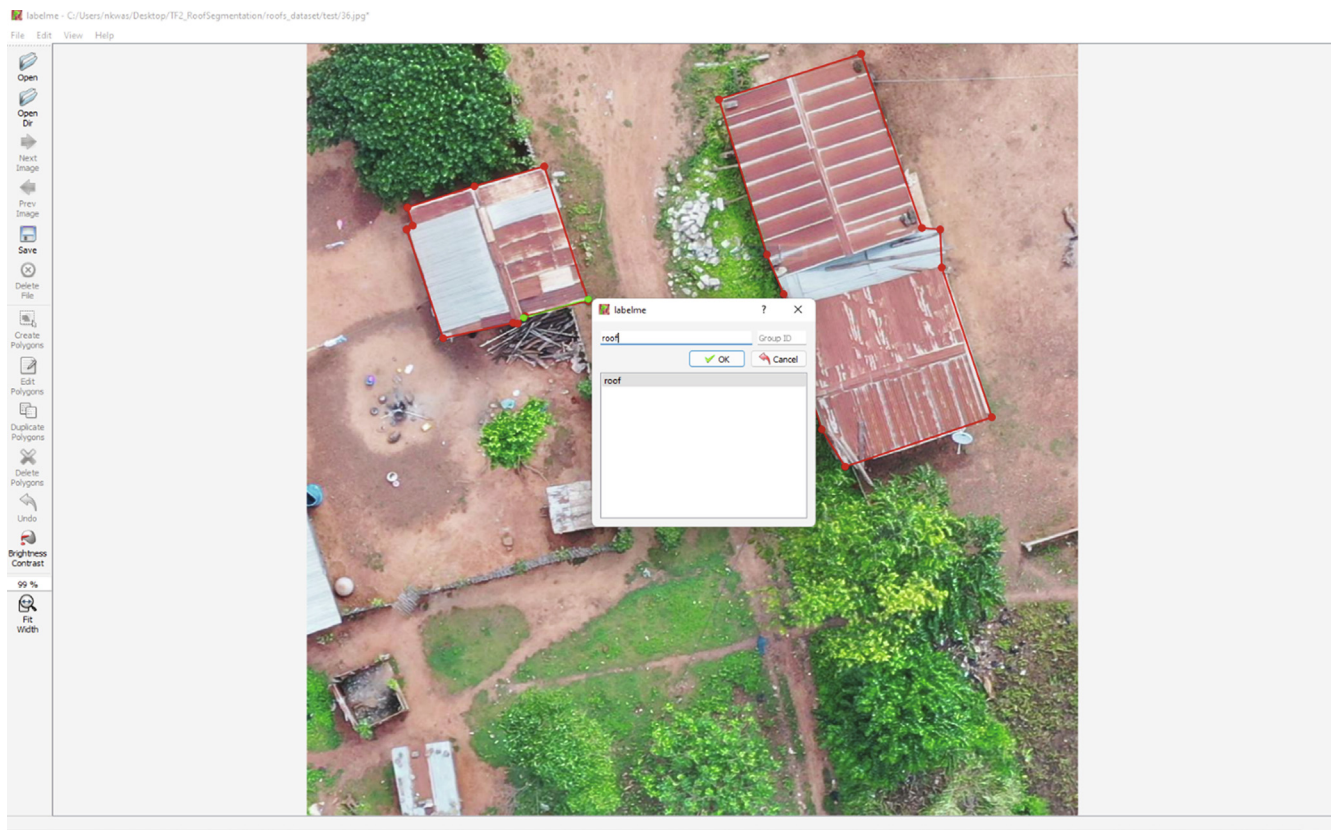 labelme - C:/Users/nkwas/Desktop/TF2_RoofSegmentation/roofs_dataset/test/36.jpg*
File Edit View Help
Open
Open
Dir
Next
Image
Prev
Image
Save
Delete
File
Create
Polygons
Edit
Polygons
Duplicate
Polygons
Delete
Polygons
Undo
Brightness
Contrast
99 %
Fit
Width
labelme ?
roof Group ID
OK Cancel
roof